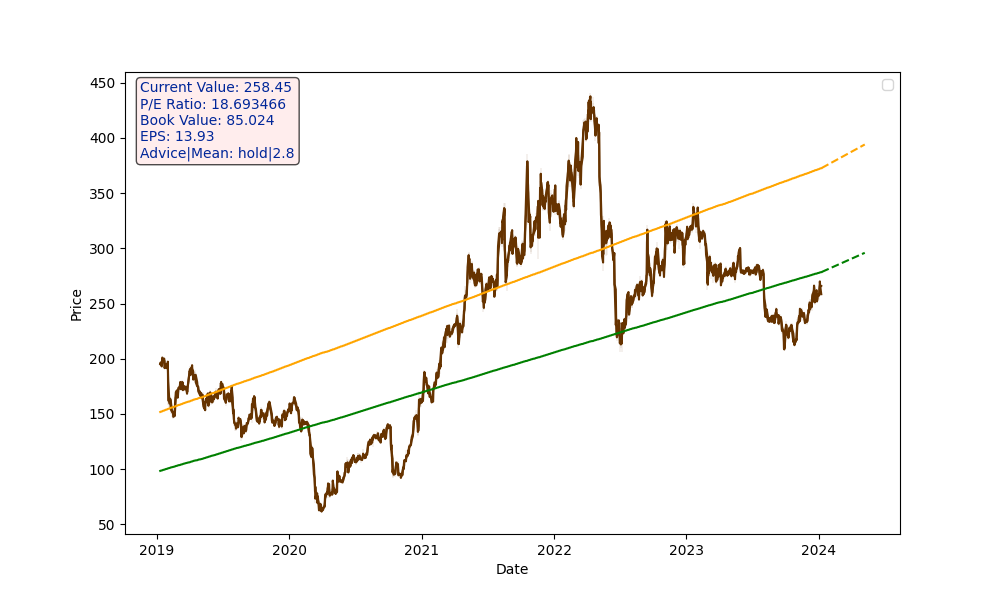 Current Value: 258.45
P/E Ratio: 18.693466
Book Value: 85.024
EPS: 13.93
Advice|Mean: hold|2.8
Price
450
400
350
300
250
200
150
100
50
2019 2020 2021 2022 2023 2024
Date